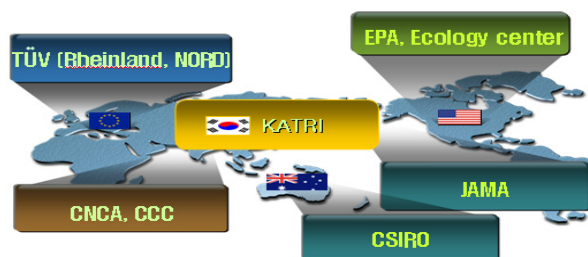 EPA, Ecology center
TÜV (Rheinland, NORD)
KATRI
JAMA
CNCA, CCC
CSIRO